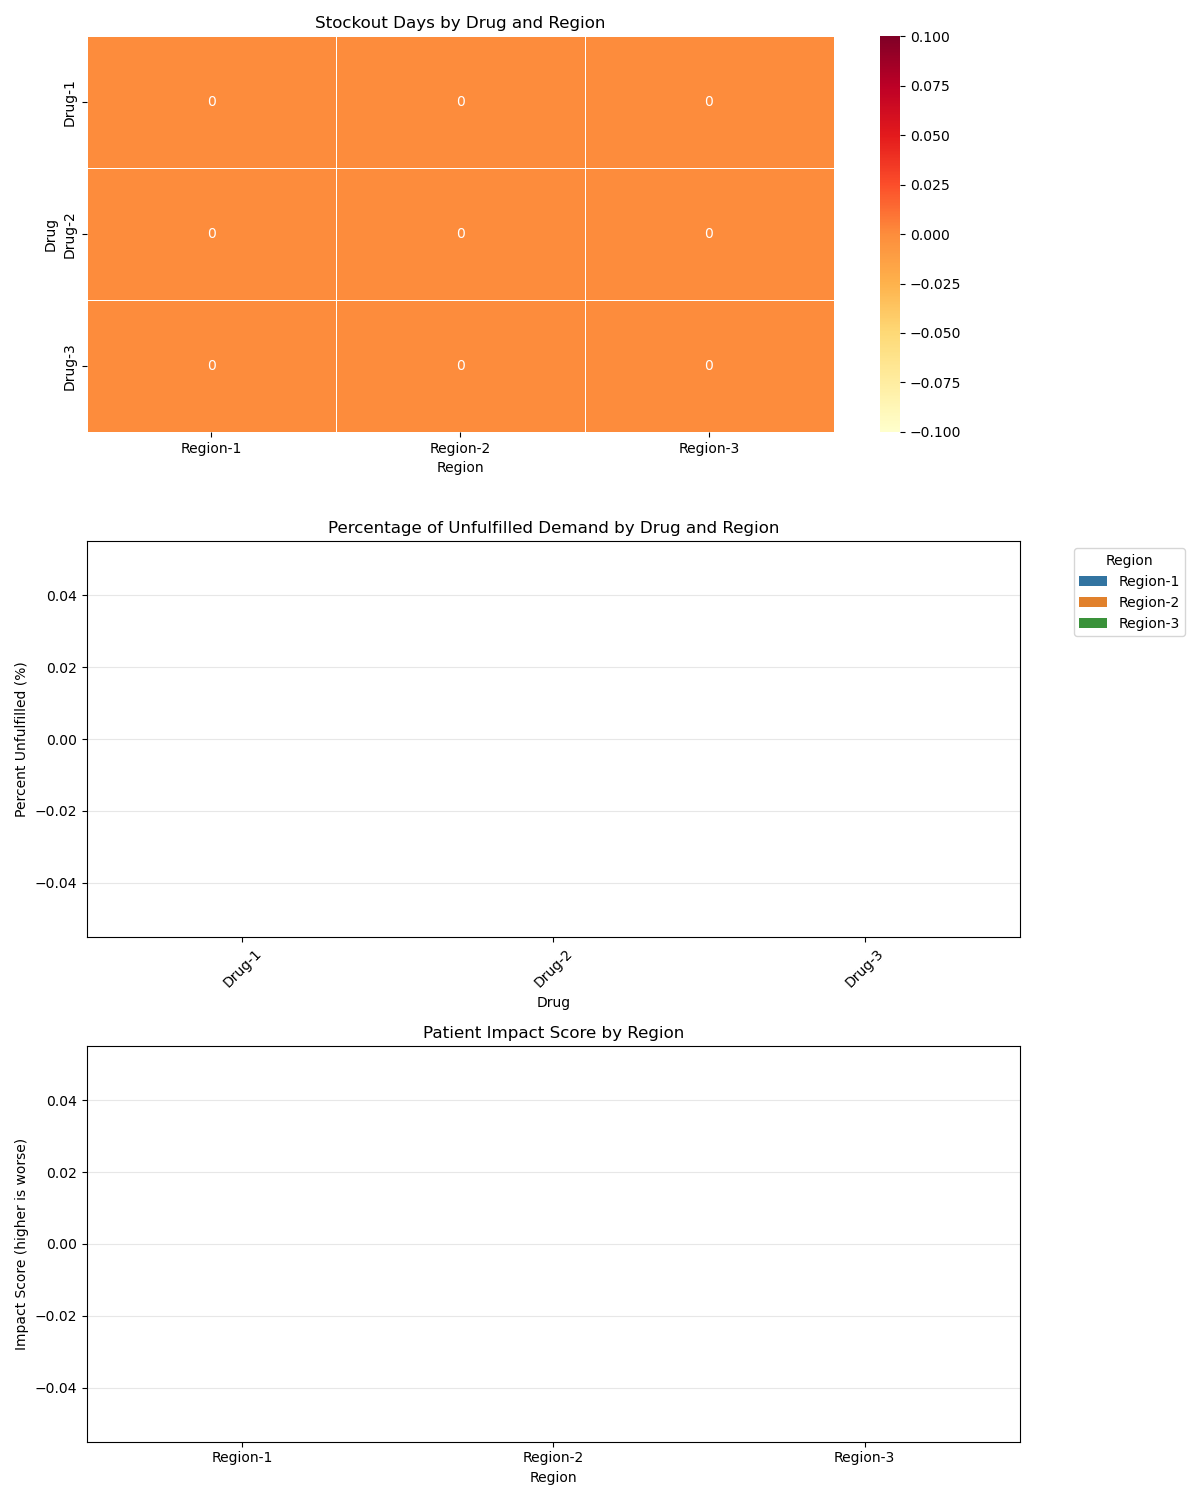 Stockout Days by Drug and Region
0.100
0.075
0.050
0.025
0.000
−0.025
−0.050
−0.075
−0.100
Drug
Drug-1
0 0 0
Drug-2
0 0 0
Drug-3
0 0 0
Region-1 Region-2 Region-3
Region
Percentage of Unfulfilled Demand by Drug and Region
Percent Unfulfilled (%)
0.04
0.02
0.00
−0.02
−0.04
Drug-1 Drug-2 Drug-3
Drug
Region
Region-1
Region-2
Region-3
Patient Impact Score by Region
Impact Score (higher is worse)
0.04
0.02
0.00
−0.02
−0.04
Region-1 Region-2 Region-3
Region